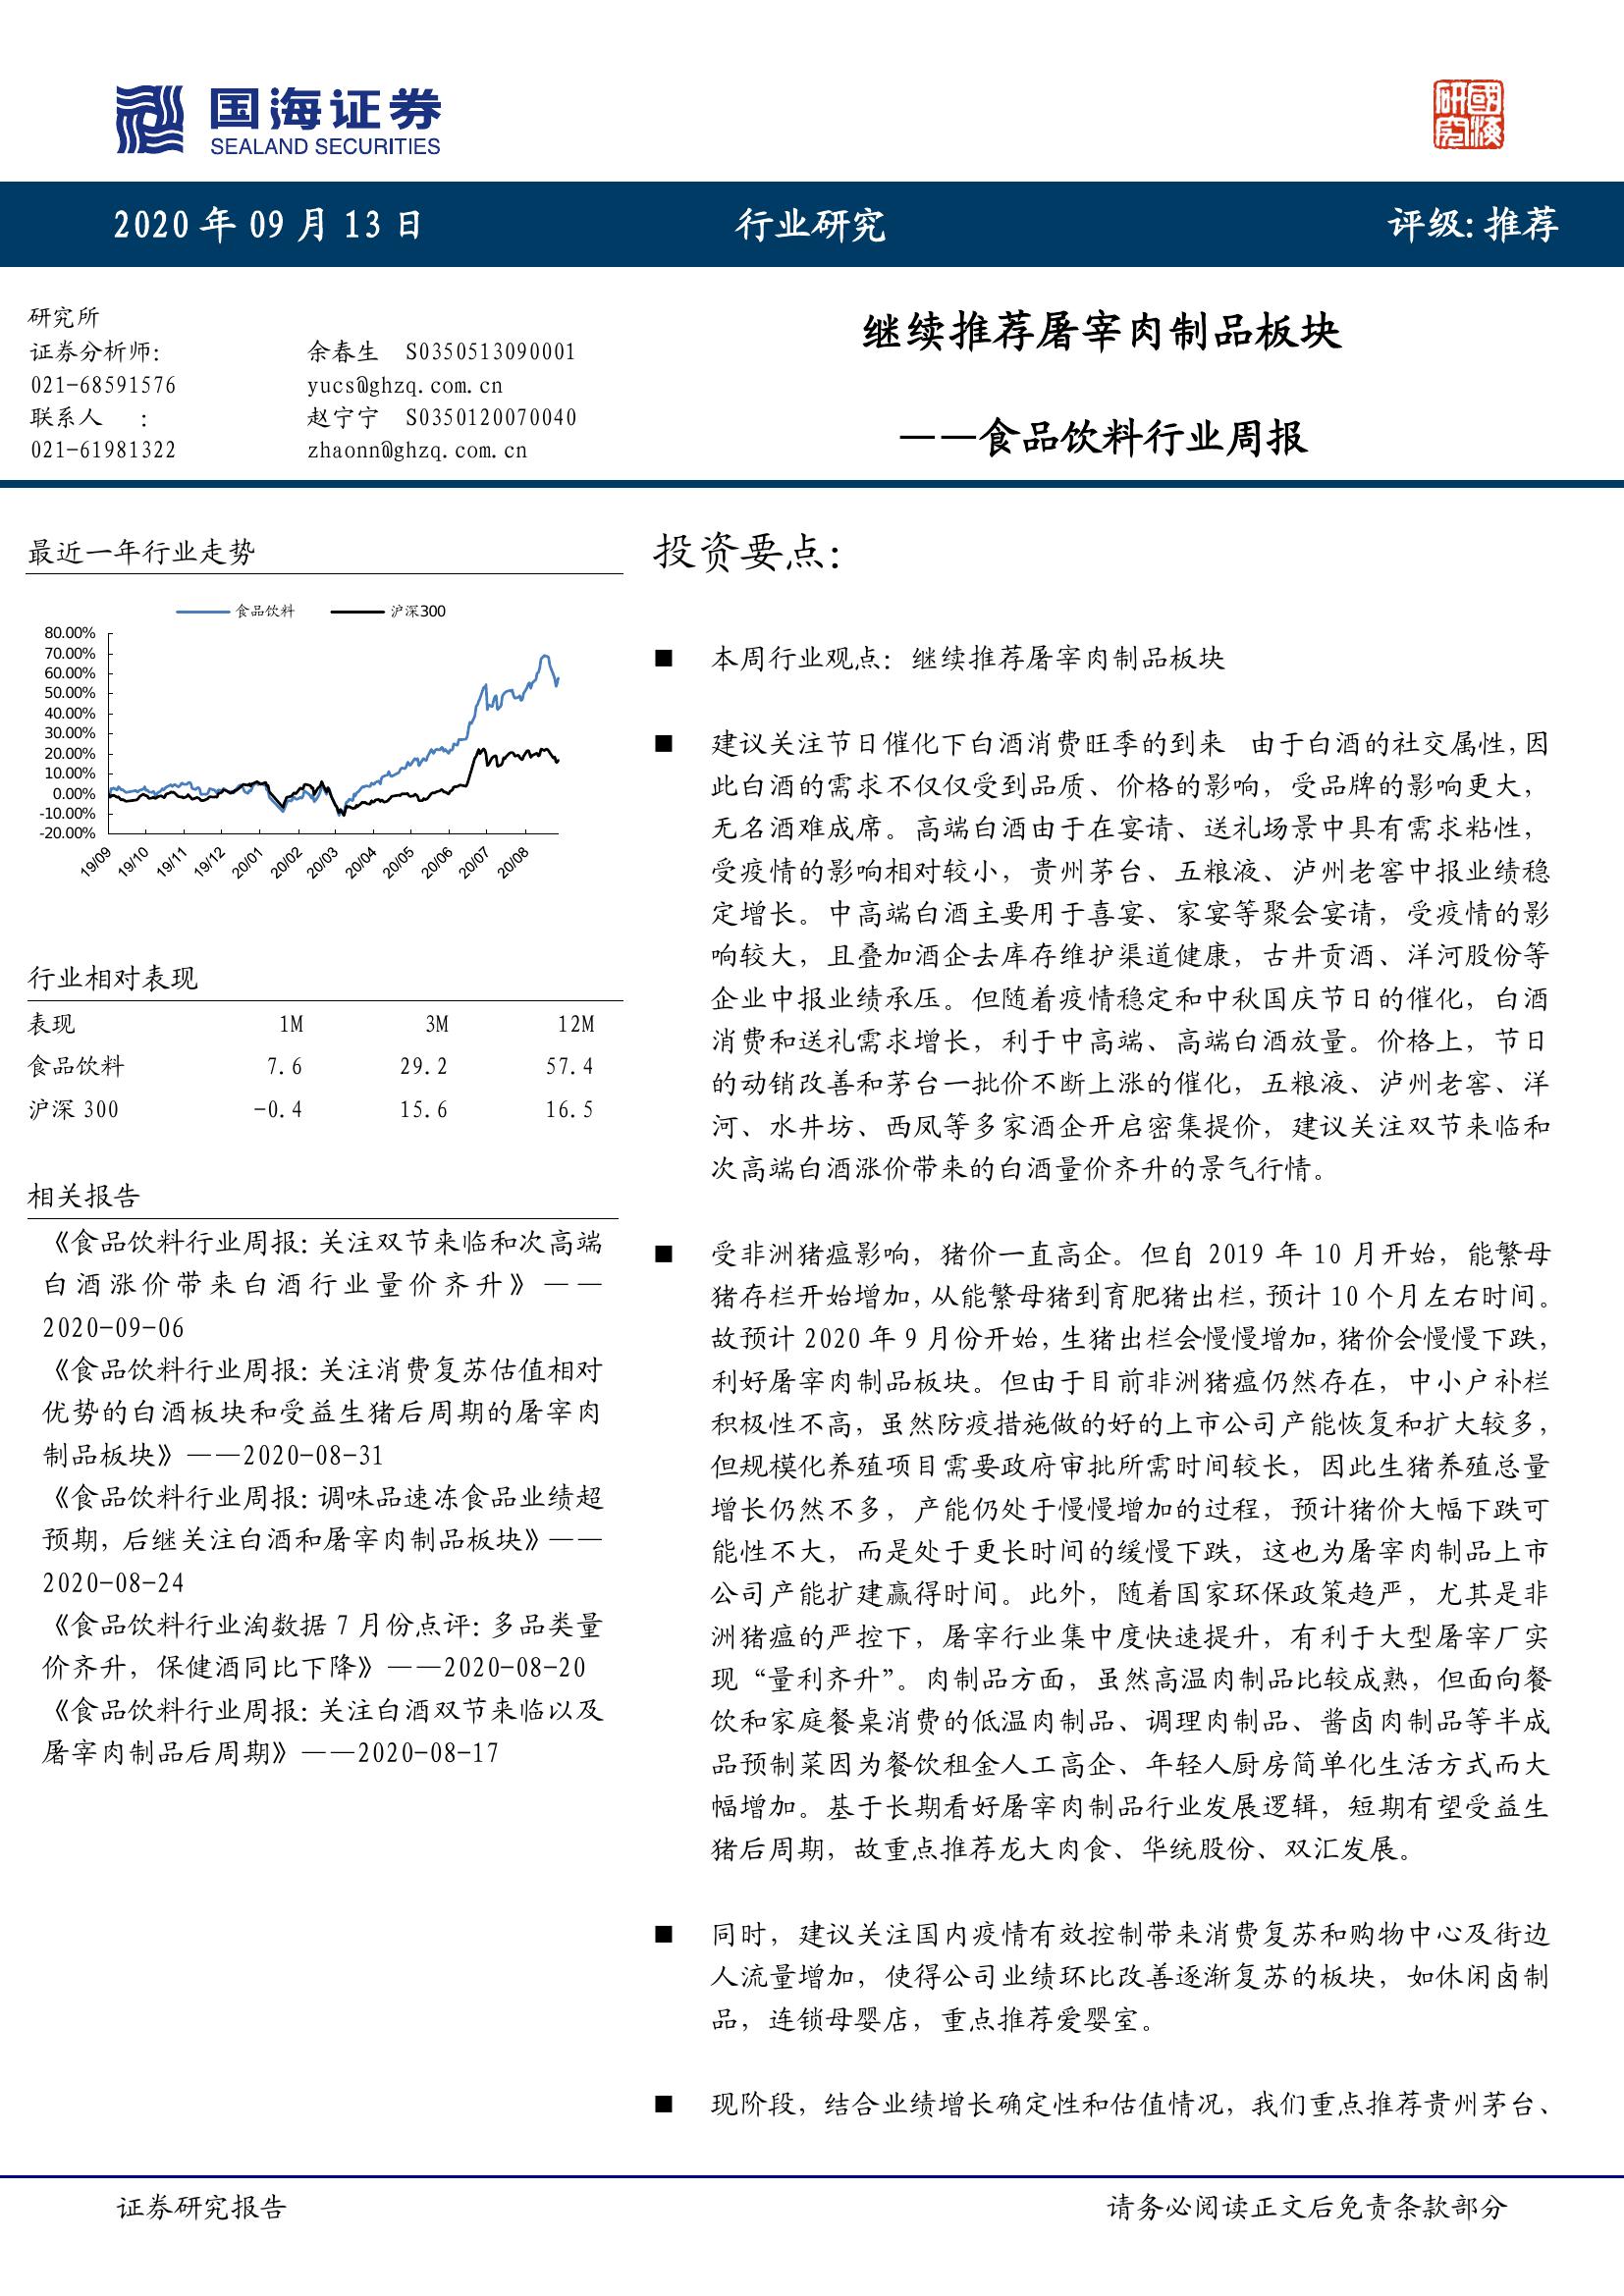 国海证券
SEALAND SECURITIES
國海研究
2020 年 09 月 13 日
行业研究
评级:推荐
研究所
证券分析师: 余春生 S0350513090001
021-68591576 yucs@ghzq.com.cn
联系人 : 赵宁宁 S0350120070040
021-61981322 zhaonn@ghzq.com.cn
继续推荐屠宰肉制品板块
——食品饮料行业周报
最近一年行业走势
食品饮料 沪深300
80.00%
70.00%
60.00%
50.00%
40.00%
30.00%
20.00%
10.00%
0.00%
-10.00%
-20.00%
19/09 19/10 19/11 19/12 20/01 20/02 20/03 20/04 20/05 20/06 20/07 20/08
行业相对表现
表现 1M 3M 12M
食品饮料 7.6 29.2 57.4
沪深 300 -0.4 15.6 16.5
相关报告
《食品饮料行业周报:关注双节来临和次高端
白酒涨价带来白酒行业量价齐升》——
2020-09-06
《食品饮料行业周报:关注消费复苏估值相对
优势的白酒板块和受益生猪后周期的屠宰肉
制品板块》——2020-08-31
《食品饮料行业周报:调味品速冻食品业绩超
预期,后继关注白酒和屠宰肉制品板块》——
2020-08-24
《食品饮料行业淘数据 7 月份点评:多品类量
价齐升,保健酒同比下降》——2020-08-20
《食品饮料行业周报:关注白酒双节来临以及
屠宰肉制品后周期》——2020-08-17
投资要点:
■ 本周行业观点:继续推荐屠宰肉制品板块
■ 建议关注节日催化下白酒消费旺季的到来 由于白酒的社交属性,因
此白酒的需求不仅仅受到品质、价格的影响,受品牌的影响更大,
无名酒难成席。高端白酒由于在宴请、送礼场景中具有需求粘性,
受疫情的影响相对较小,贵州茅台、五粮液、泸州老窖中报业绩稳
定增长。中高端白酒主要用于喜宴、家宴等聚会宴请,受疫情的影
响较大,且叠加酒企去库存维护渠道健康,古井贡酒、洋河股份等
企业中报业绩承压。但随着疫情稳定和中秋国庆节日的催化,白酒
消费和送礼需求增长,利于中高端、高端白酒放量。价格上,节日
的动销改善和茅台一批价不断上涨的催化,五粮液、泸州老窖、洋
河、水井坊、西凤等多家酒企开启密集提价,建议关注双节来临和
次高端白酒涨价带来的白酒量价齐升的景气行情。
■ 受非洲猪瘟影响,猪价一直高企。但自 2019 年 10 月开始,能繁母
猪存栏开始增加,从能繁母猪到育肥猪出栏,预计 10 个月左右时间。
故预计 2020 年 9 月份开始,生猪出栏会慢慢增加,猪价会慢慢下跌,
利好屠宰肉制品板块。但由于目前非洲猪瘟仍然存在,中小户补栏
积极性不高,虽然防疫措施做的好的上市公司产能恢复和扩大较多,
但规模化养殖项目需要政府审批所需时间较长,因此生猪养殖总量
增长仍然不多,产能仍处于慢慢增加的过程,预计猪价大幅下跌可
能性不大,而是处于更长时间的缓慢下跌,这也为屠宰肉制品上市
公司产能扩建赢得时间。此外,随着国家环保政策趋严,尤其是非
洲猪瘟的严控下,屠宰行业集中度快速提升,有利于大型屠宰厂实
现“量利齐升”。肉制品方面,虽然高温肉制品比较成熟,但面向餐
饮和家庭餐桌消费的低温肉制品、调理肉制品、酱卤肉制品等半成
品预制菜因为餐饮租金人工高企、年轻人厨房简单化生活方式而大
幅增加。基于长期看好屠宰肉制品行业发展逻辑,短期有望受益生
猪后周期,故重点推荐龙大肉食、华统股份、双汇发展。
■ 同时,建议关注国内疫情有效控制带来消费复苏和购物中心及街边
人流量增加,使得公司业绩环比改善逐渐复苏的板块,如休闲卤制
品,连锁母婴店,重点推荐爱婴室。
■ 现阶段,结合业绩增长确定性和估值情况,我们重点推荐贵州茅台、
证券研究报告
请务必阅读正文后免责条款部分